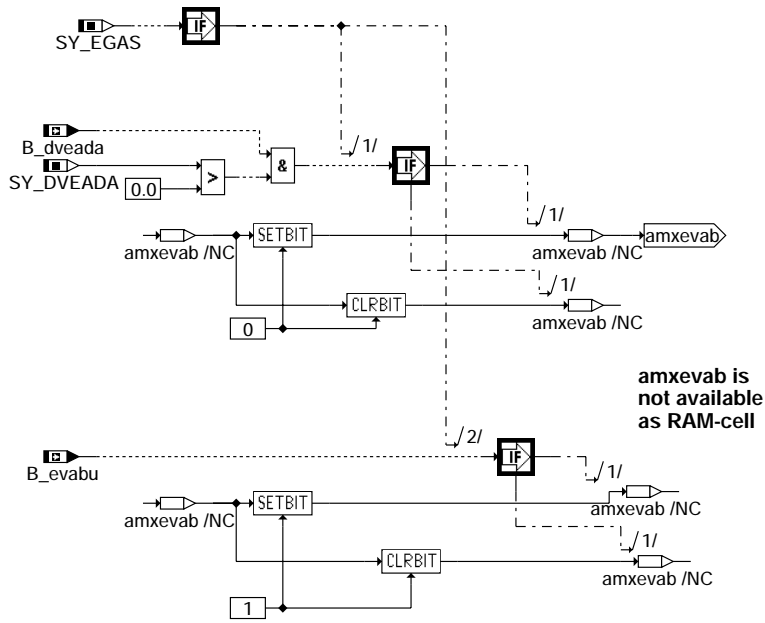 IF
SY_EGAS
B_dveada
/1/
SY_DVEADA
0.0
>
&
IF
/1/
amxevab /NC
SETBIT
amxevab /NC
amxevab
/1/
CLRBIT
amxevab /NC
0
amxevab is
not available
as RAM-cell
/2/
B_evabu
IF
/1/
amxevab /NC
SETBIT
amxevab /NC
/1/
CLRBIT
amxevab /NC
1